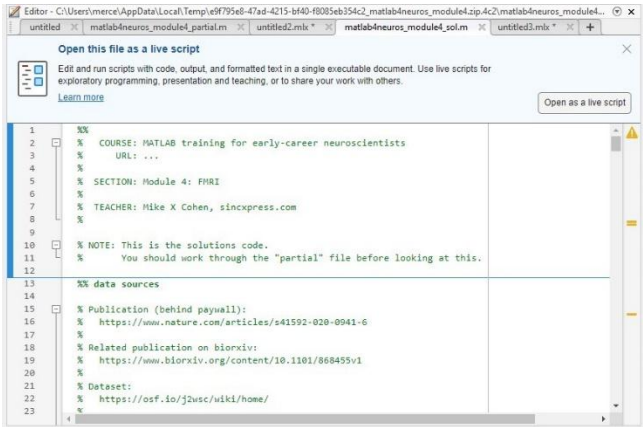 Editor - C:\Users\merce\AppData\Local\Temp\e9f795e8-47ad-4215-bf40-f8085eb354c2_matlab4neuros_module4.zip.4c2\matlab4neuros_module4...
untitled × matlab4neuros_module4_partial.m × untitled2.mlx * × matlab4neuros_module4_sol.m × untitled3.mlx * × +
Open this file as a live script
Edit and run scripts with code, output, and formatted text in a single executable document. Use live scripts for
exploratory programming, presentation and teaching, or to share your work with others.
Learn more
Open as a live script
1 %%
2 % COURSE: MATLAB training for early-career neuroscientists
3 % URL: ...
4 %
5 % SECTION: Module 4: FMRI
6 %
7 % TEACHER: Mike X Cohen, sincxpress.com
8 %
9
10 % NOTE: This is the solutions code.
11 % You should work through the "partial" file before looking at this.
12
13 %% data sources
14
15 % Publication (behind paywall):
16 % https://www.nature.com/articles/s41592-020-0941-6
17 %
18 % Related publication on biorxiv:
19 % https://www.biorxiv.org/content/10.1101/868455v1
20 %
21 % Dataset:
22 % https://osf.io/j2wsc/wiki/home/
23 %